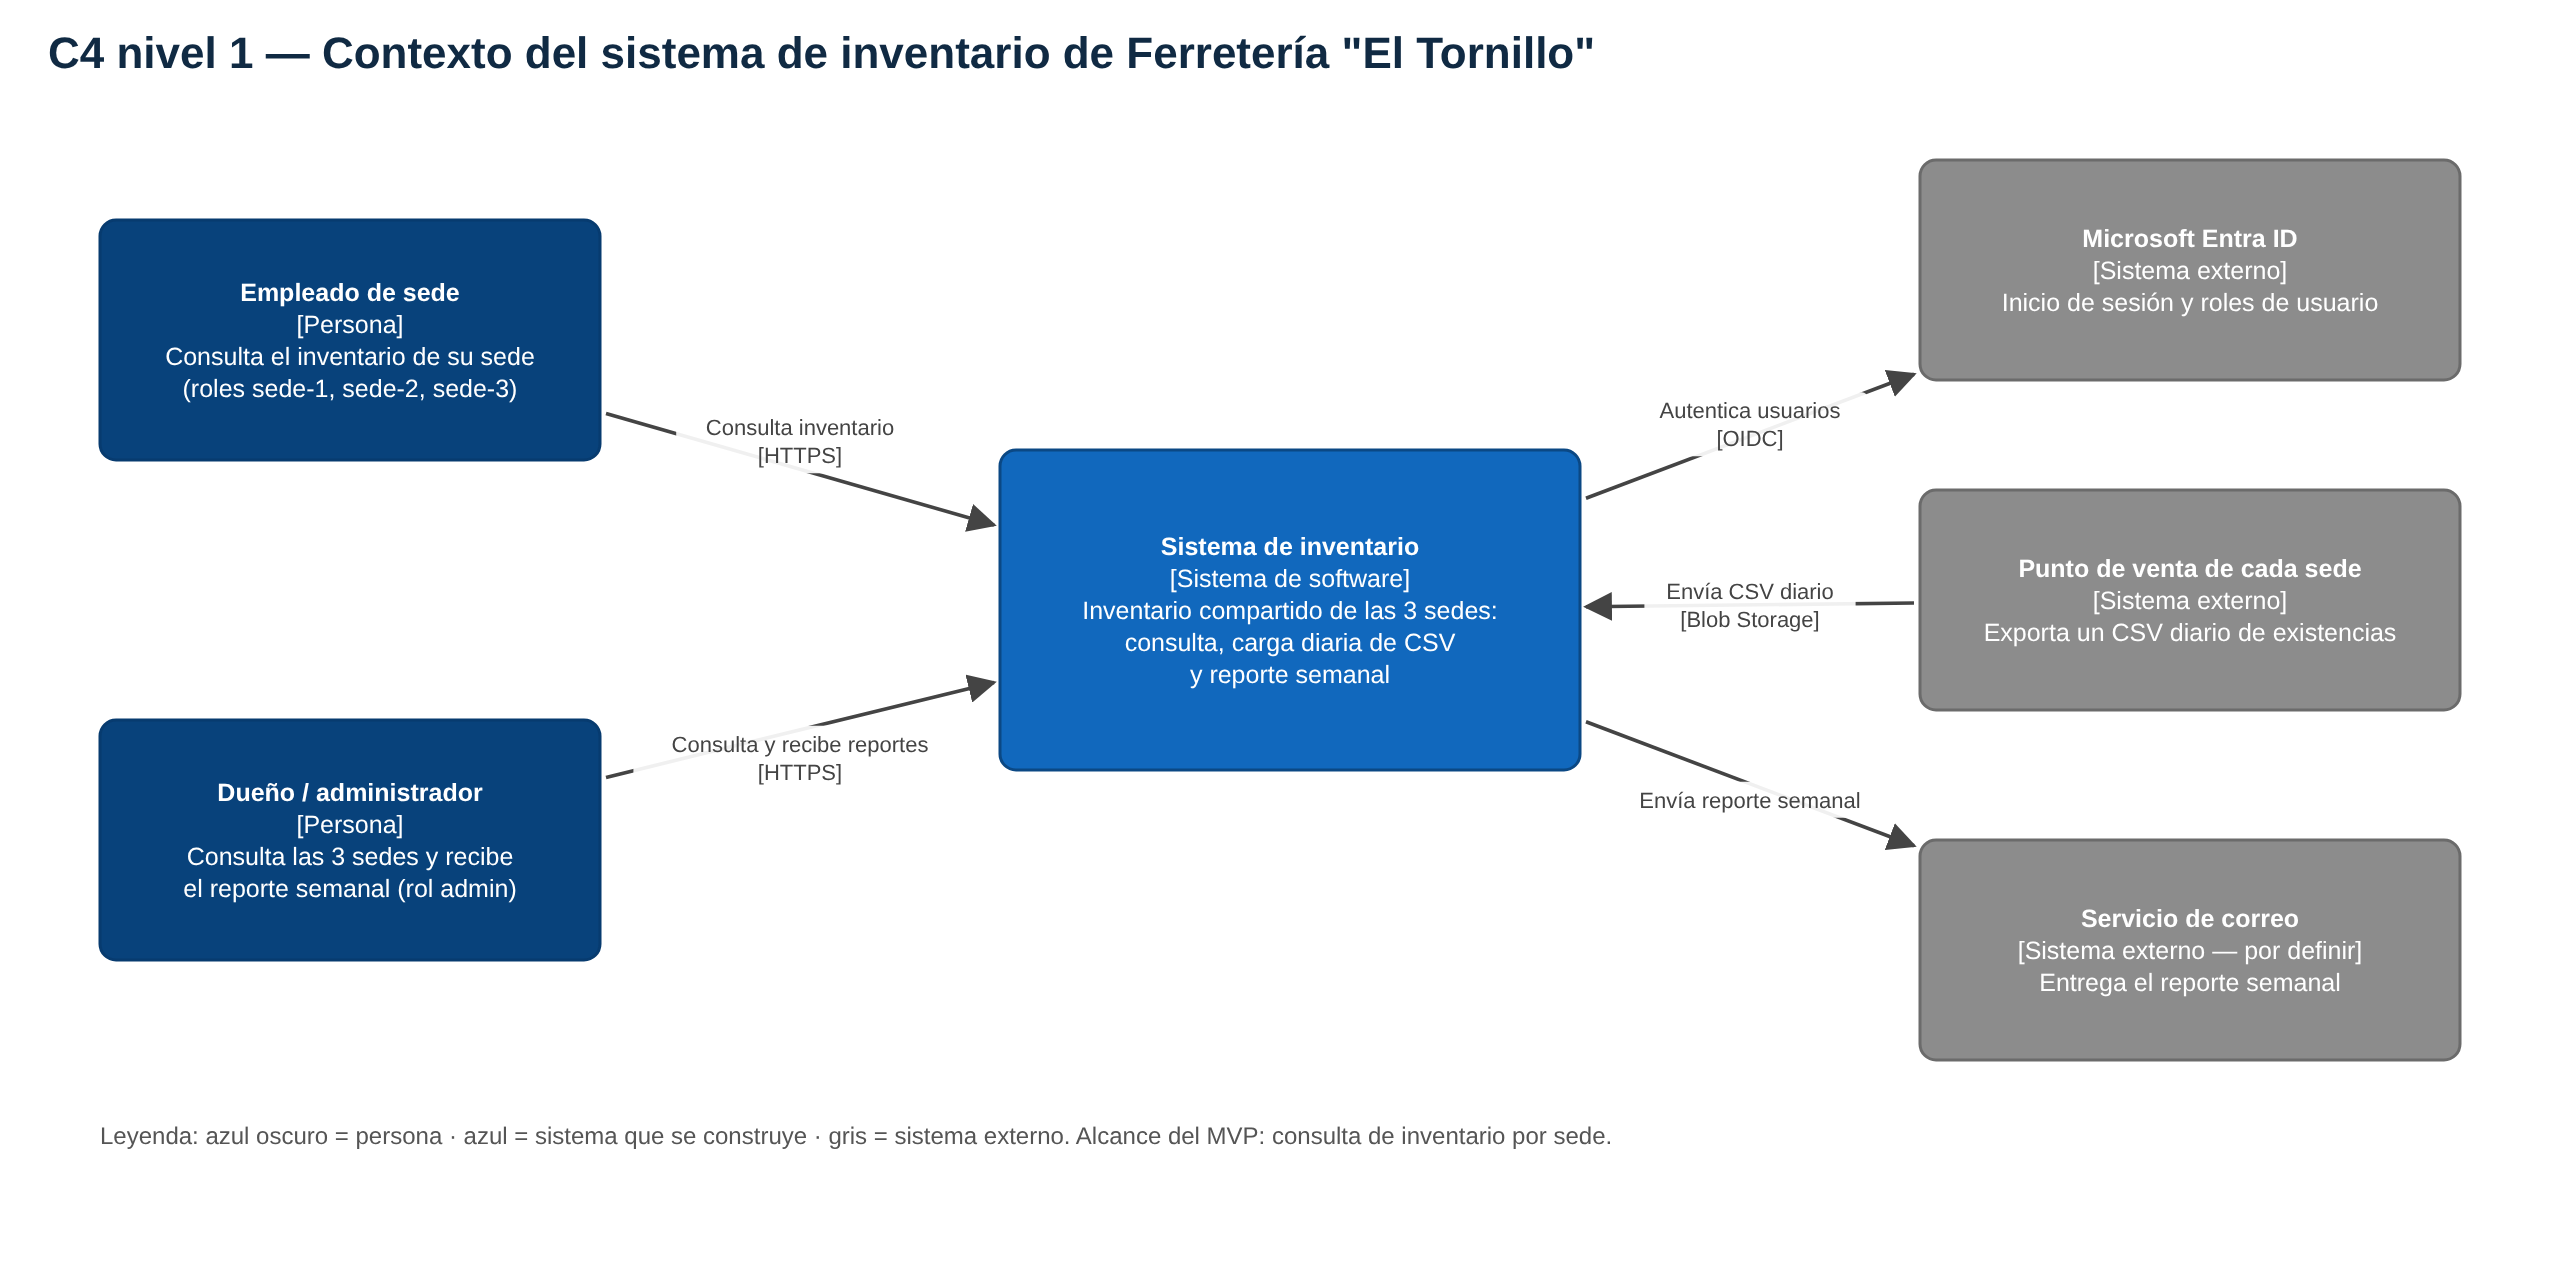 C4 nivel 1 — Contexto del sistema de inventario de Ferretería "El Tornillo"
Empleado de sede
[Persona]
Consulta el inventario de su sede
(roles sede-1, sede-2, sede-3)
Dueño / administrador
[Persona]
Consulta las 3 sedes y recibe
el reporte semanal (rol admin)
Consulta inventario
[HTTPS]
Consulta y recibe reportes
[HTTPS]
Sistema de inventario
[Sistema de software]
Inventario compartido de las 3 sedes:
consulta, carga diaria de CSV
y reporte semanal
Autentica usuarios
[OIDC]
Envía CSV diario
[Blob Storage]
Envía reporte semanal
Microsoft Entra ID
[Sistema externo]
Inicio de sesión y roles de usuario
Punto de venta de cada sede
[Sistema externo]
Exporta un CSV diario de existencias
Servicio de correo
[Sistema externo — por definir]
Entrega el reporte semanal
Leyenda: azul oscuro = persona · azul = sistema que se construye · gris = sistema externo. Alcance del MVP: consulta de inventario por sede.